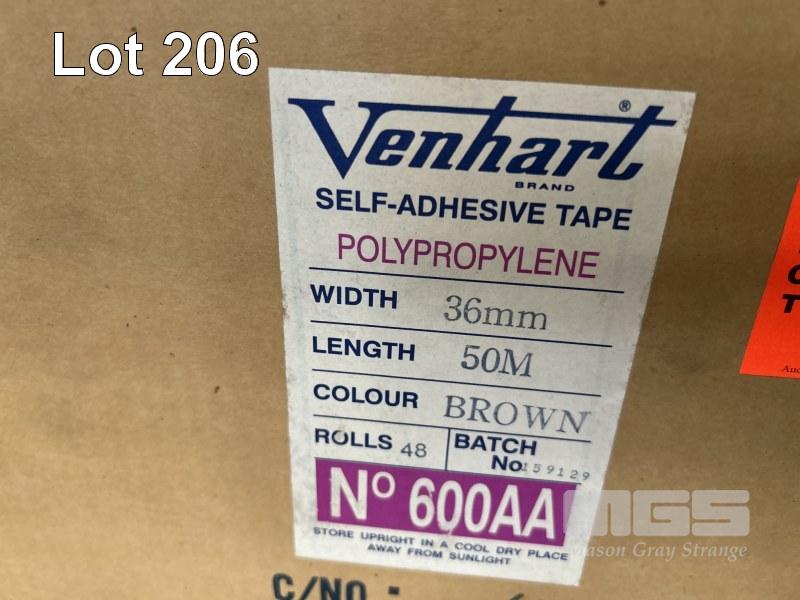 Lot 206
Venhart ®
BRAND
SELF-ADHESIVE TAPE
POLYPROPYLENE
WIDTH 36mm
LENGTH 50M
COLOUR BROWN
ROLLS 48 BATCH
No 159129
Nº 600AA
STORE UPRIGHT IN A COOL DRY PLACE
AWAY FROM SUNLIGHT
MGS
Mason Gray Strange
C/NO :